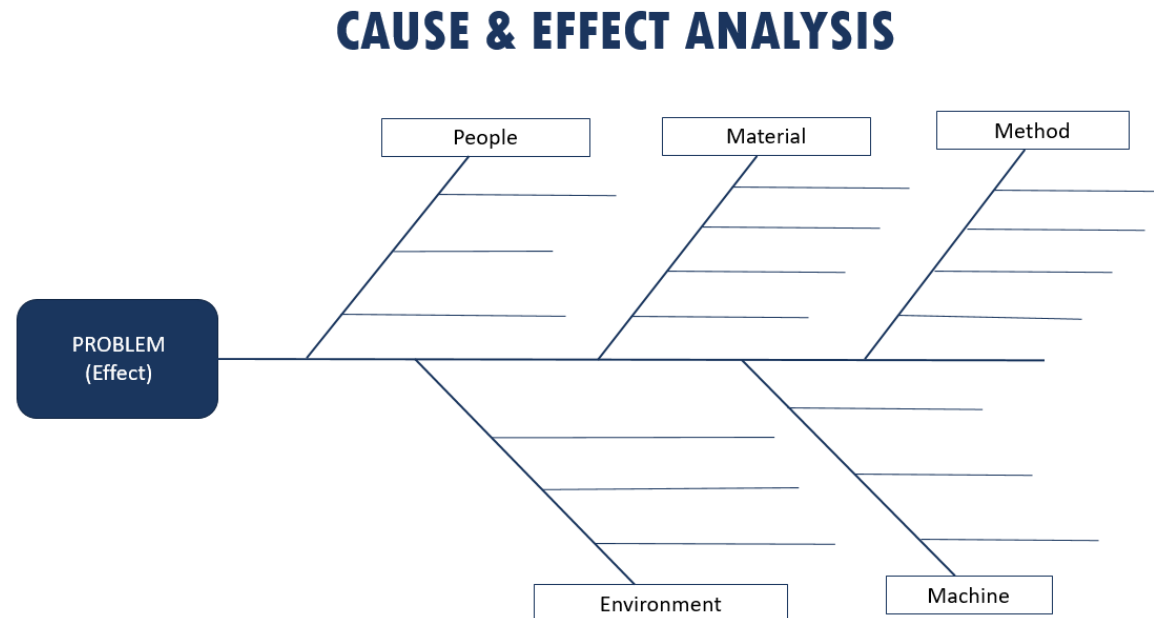 CAUSE & EFFECT ANALYSIS
People
Material
Method
PROBLEM
(Effect)
Environment
Machine